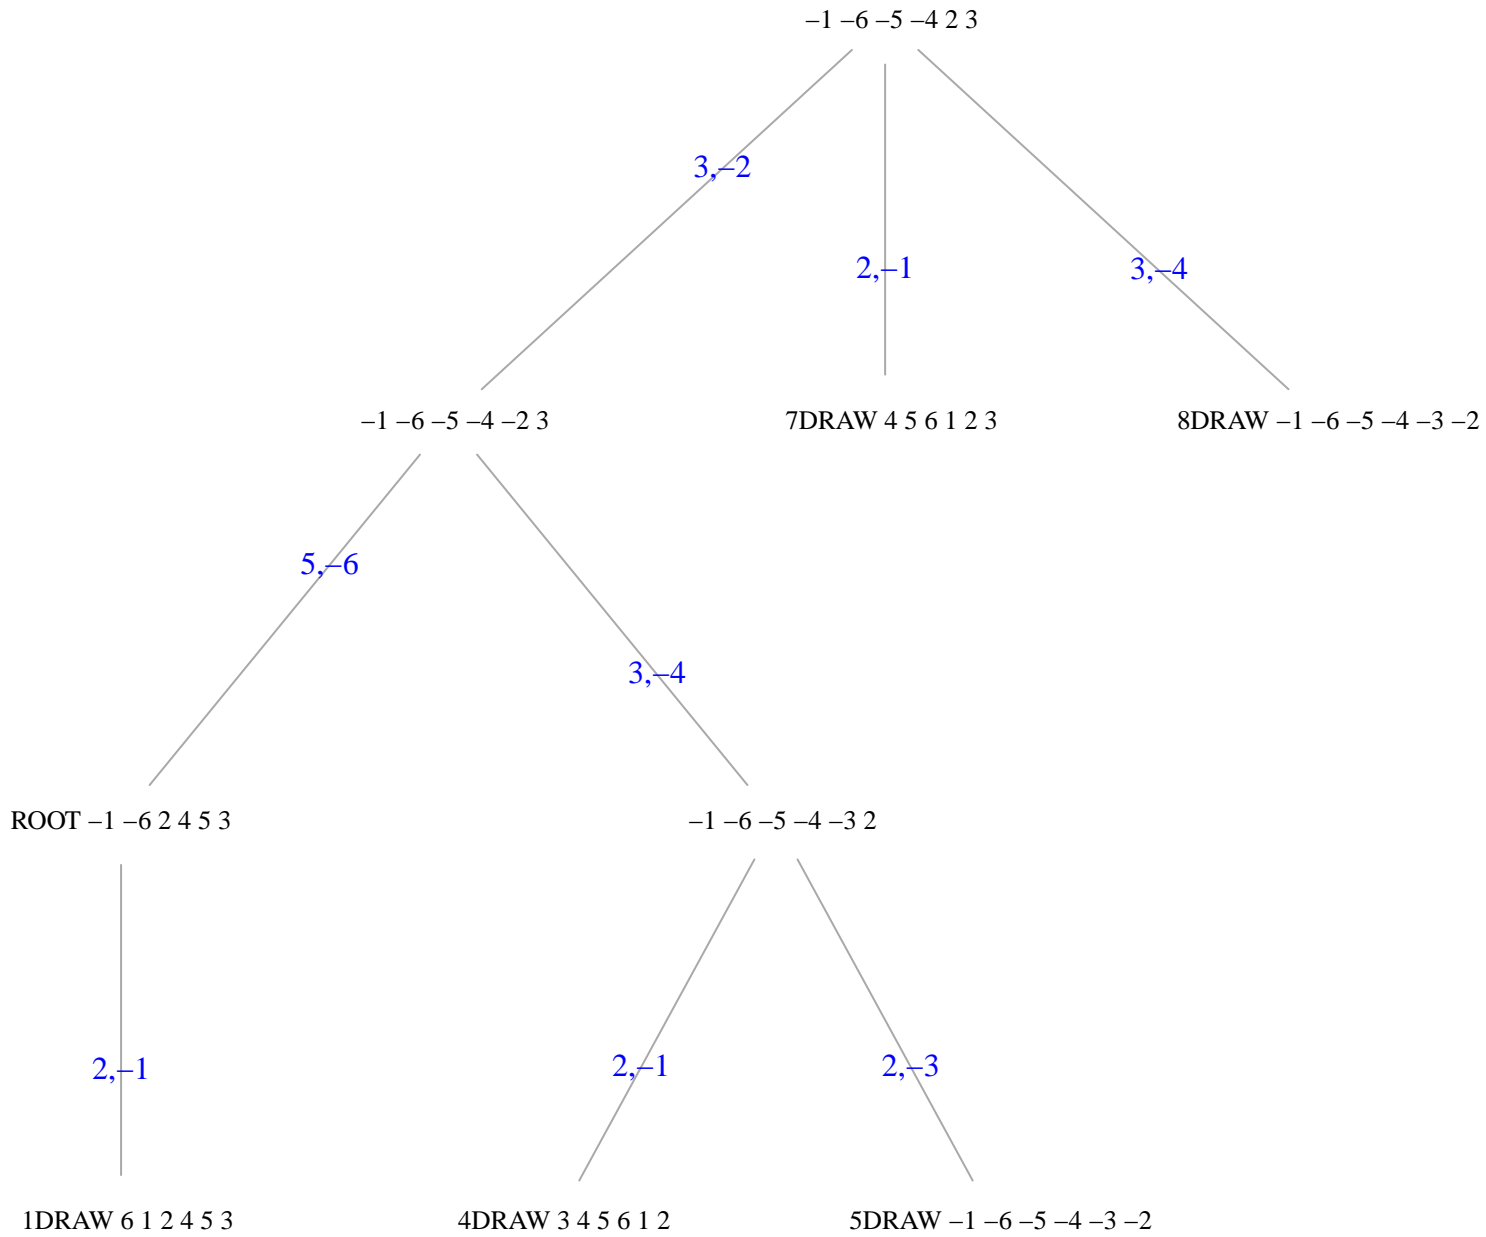 –1 –6 –5 –4 2 3
3,–2
2,–1
3,–4
–1 –6 –5 –4 –2 3
7DRAW 4 5 6 1 2 3
8DRAW –1 –6 –5 –4 –3 –2
5,–6
3,–4
ROOT –1 –6 2 4 5 3
–1 –6 –5 –4 –3 2
2,–1
2,–1
2,–3
1DRAW 6 1 2 4 5 3
4DRAW 3 4 5 6 1 2
5DRAW –1 –6 –5 –4 –3 –2